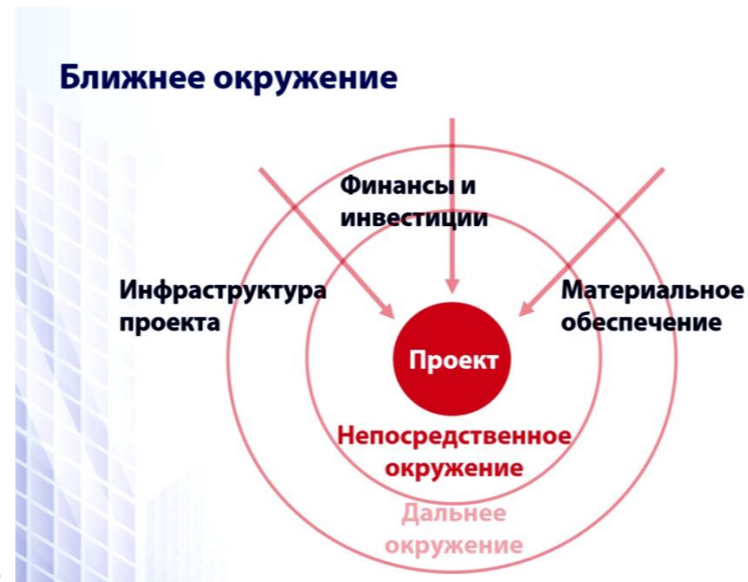 Ближнее окружение
Финансы и
инвестиции
Инфраструктура
проекта
Материальное
обеспечение
Проект
Непосредственное
окружение
Дальнее
окружение